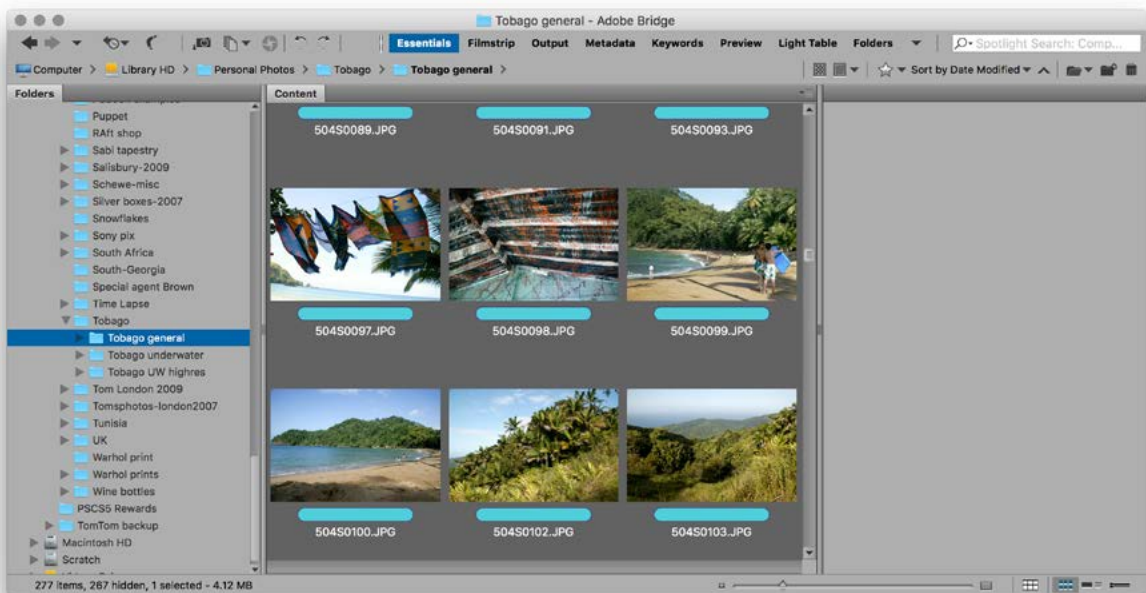 Tobago general - Adobe Bridge
Essentials Filmstrip Output Metadata Keywords Preview Light Table Folders Spotlight Search: Comp...
Computer > Library HD > Personal Photos > Tobago > Tobago general >
Sort by Date Modified
Folders
Puppet
RAft shop
Sabi tapestry
Salisbury-2009
Schewe-misc
Silver boxes-2007
Snowflakes
Sony pix
South Africa
South-Georgia
Special agent Brown
Time Lapse
Tobago
Tobago general
Tobago underwater
Tobago UW highres
Tom London 2009
Tomsphotos-london2007
Tunisia
UK
Warhol print
Warhol prints
Wine bottles
PSCS5 Rewards
TomTom backup
Macintosh HD
Scratch
Content
504S0089.JPG 504S0091.JPG 504S0093.JPG
504S0097.JPG 504S0098.JPG 504S0099.JPG
504S0100.JPG 504S0102.JPG 504S0103.JPG
277 items, 267 hidden, 1 selected - 4.12 MB